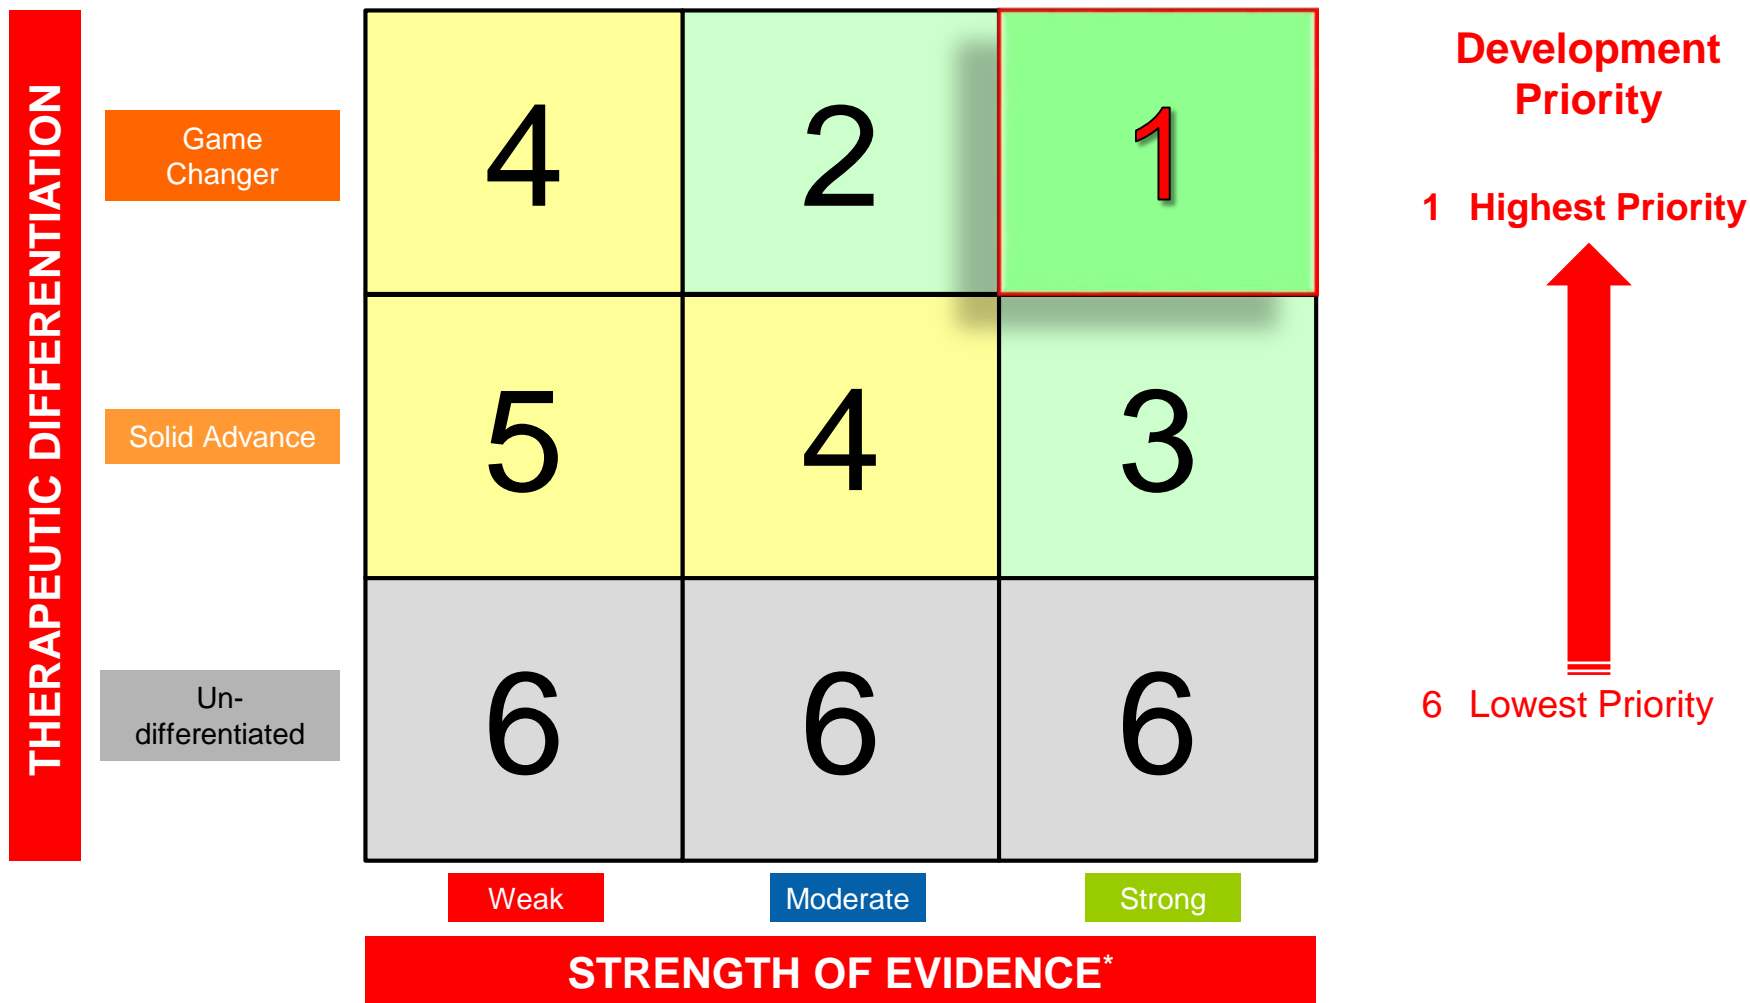 THERAPEUTIC DIFFERENTIATION
Game
Changer
4
2
1
Solid Advance
5
4
3
Un-
differentiated
6
6
6
Weak
Moderate
Strong
STRENGTH OF EVIDENCE*
Development
Priority
1 Highest Priority
6 Lowest Priority